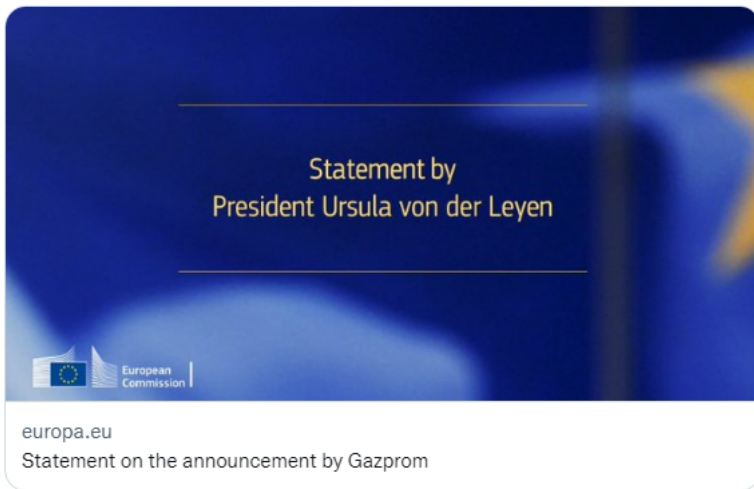 Statement by
President Ursula von der Leyen
European
Commission
europa.eu
Statement on the announcement by Gazprom